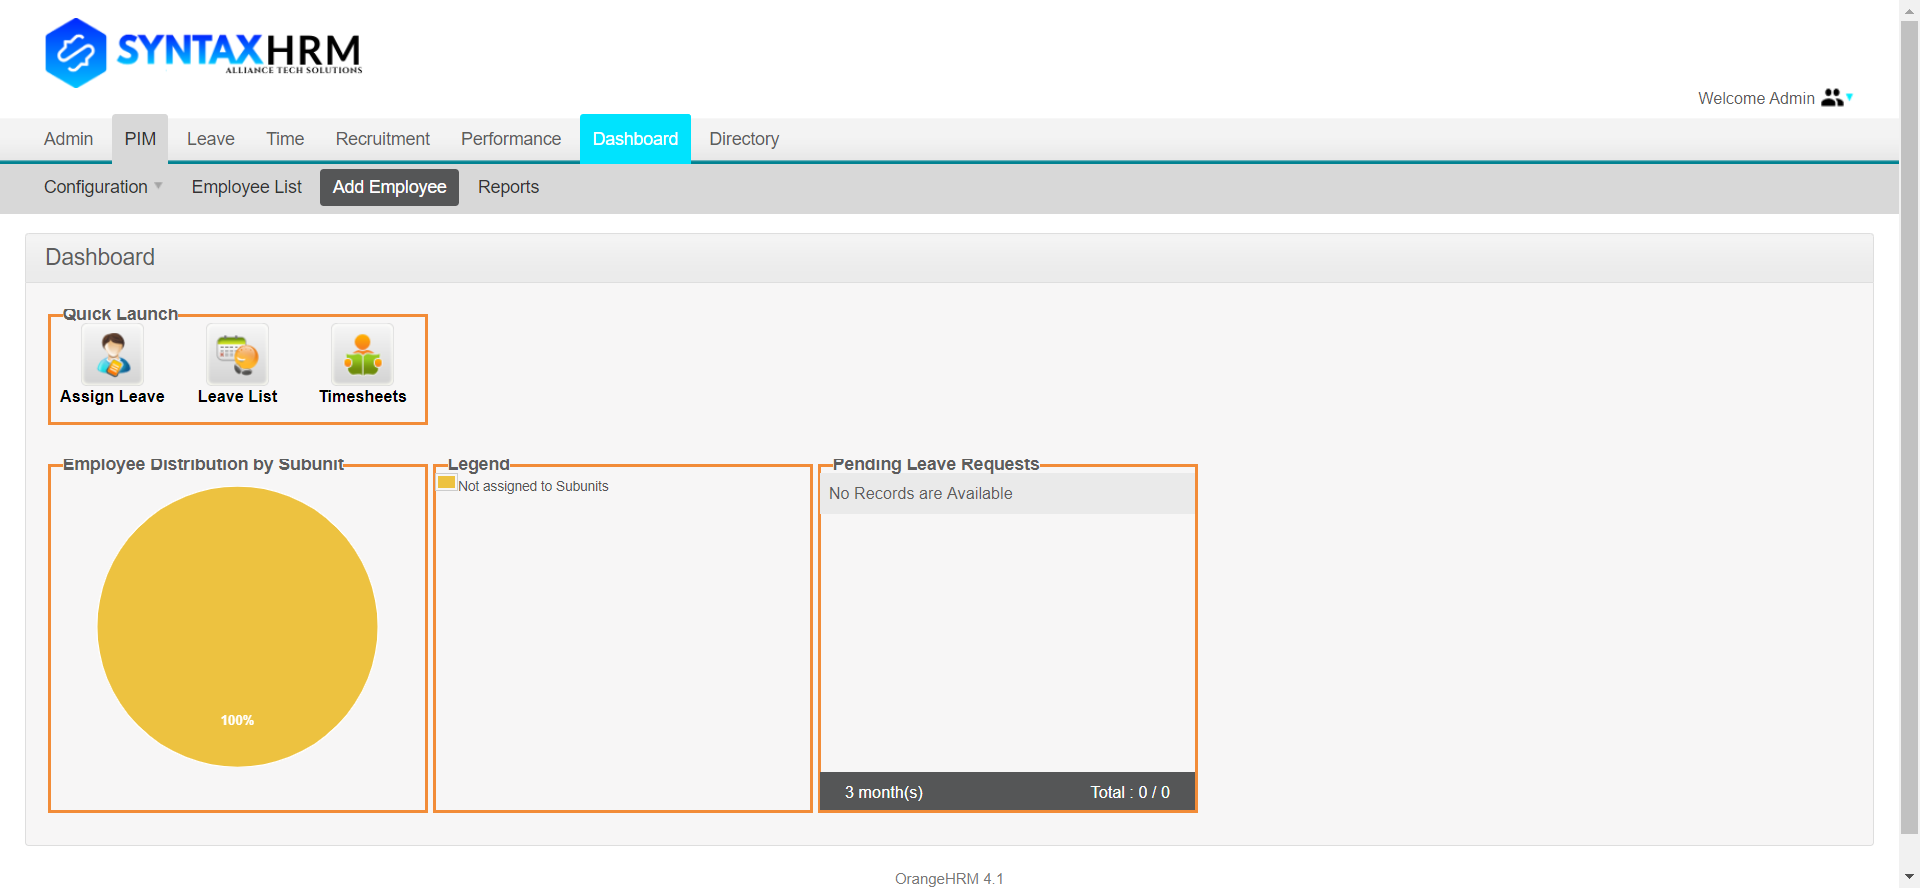 SYNTAXHRM
ALLIANCE TECH SOLUTIONS
Welcome Admin
Admin PIM Leave Time Recruitment Performance Dashboard Directory
Configuration Employee List Add Employee Reports
Dashboard
Quick Launch
Assign Leave Leave List Timesheets
Employee Distribution by Subunit
100%
Legend
Not assigned to Subunits
Pending Leave Requests
No Records are Available
3 month(s) Total : 0 / 0
OrangeHRM 4.1